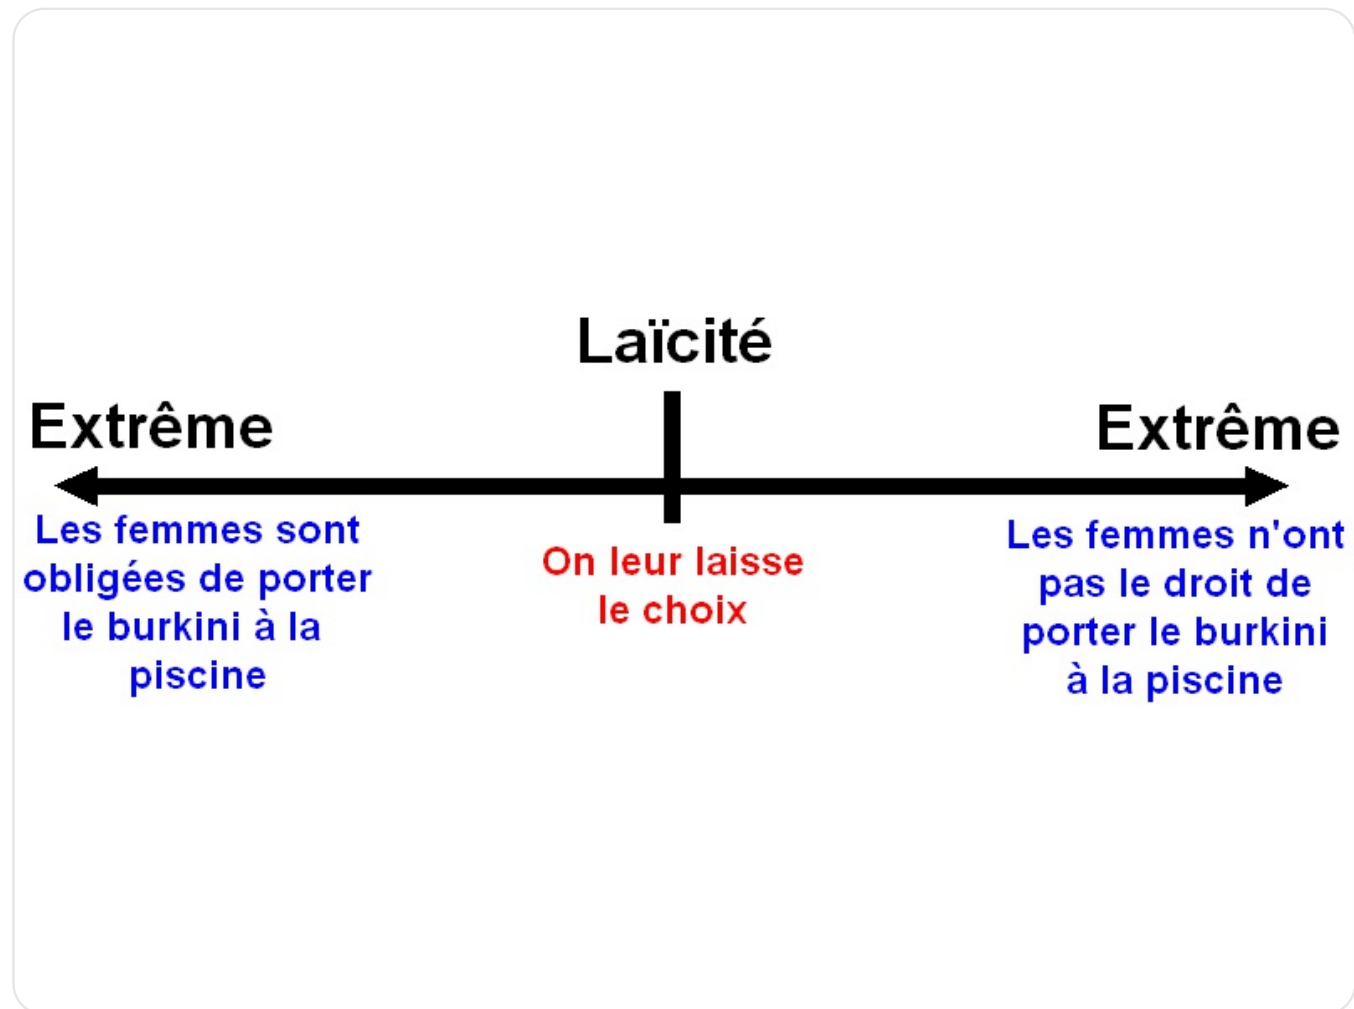 Laïcité
Extrême
Extrême
Les femmes sont
obligées de porter
le burkini à la
piscine
On leur laisse
le choix
Les femmes n'ont
pas le droit de
porter le burkini
à la piscine